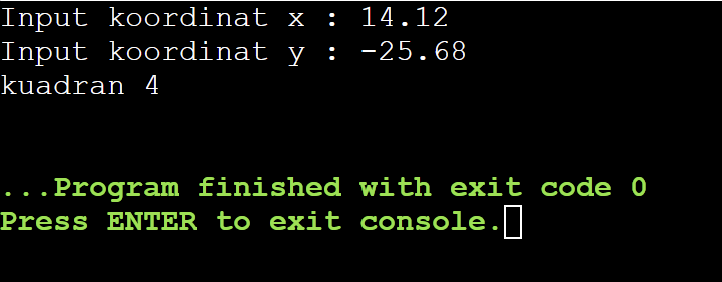 Input koordinat x : 14.12
Input koordinat y : -25.68
kuadran 4
...Program finished with exit code 0
Press ENTER to exit console.